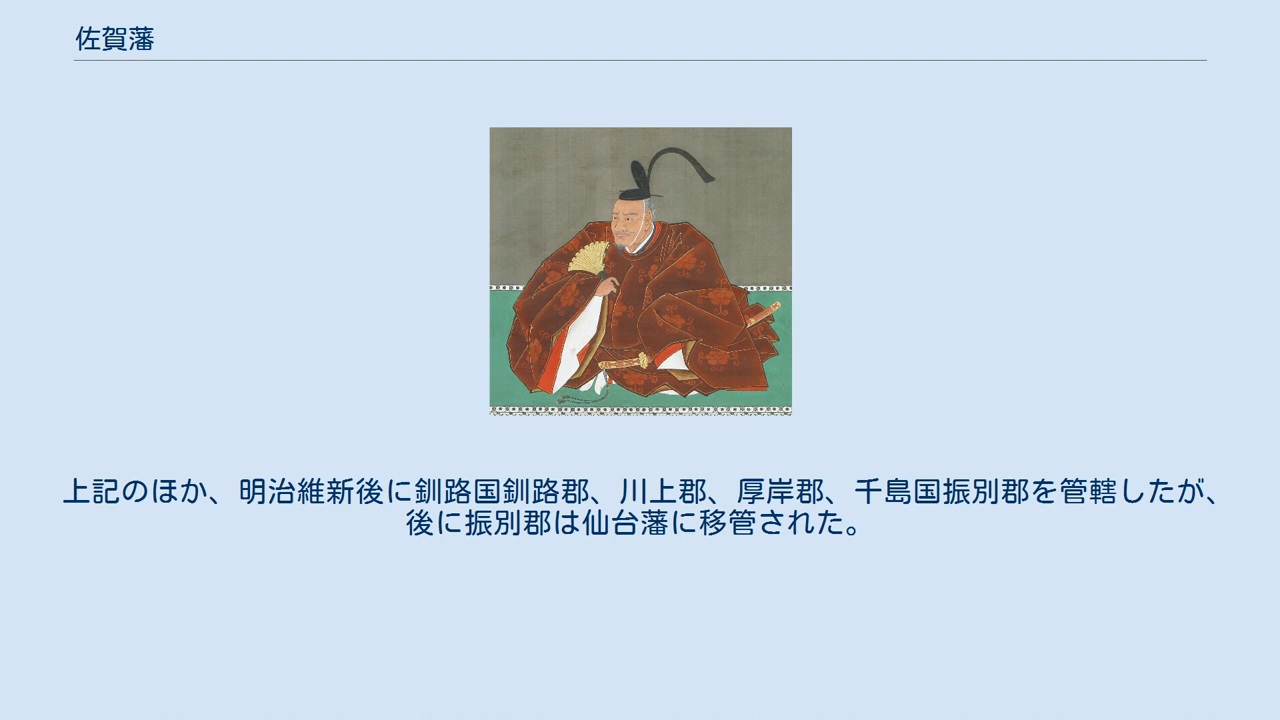 佐賀藩
上記のほか、明治維新後に釧路国釧路郡、川上郡、厚岸郡、千島国振別郡を管轄したが、
後に振別郡は仙台藩に移管された。